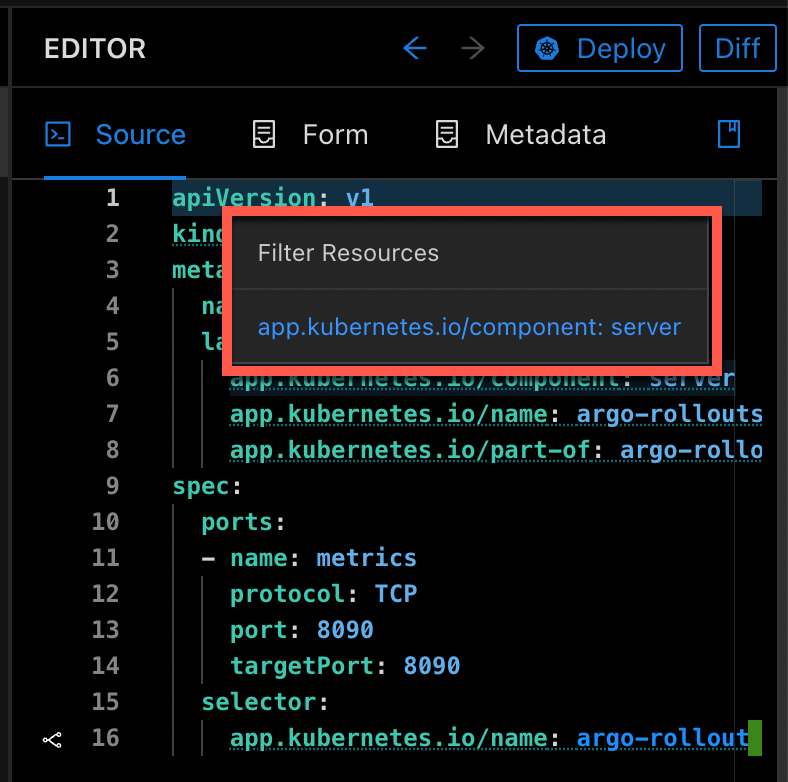 EDITOR
Deploy
Diff
Source
Form
Metadata
1 apiVersion: v1
2 kind
3 meta
Filter Resources
4 na
5 la
app.kubernetes.io/component: server
6 app.kubernetes.io/component: server
7 app.kubernetes.io/name: argo-rollouts
8 app.kubernetes.io/part-of: argo-rollo
9 spec:
10 ports:
11 - name: metrics
12 protocol: TCP
13 port: 8090
14 targetPort: 8090
15 selector:
16 app.kubernetes.io/name: argo-rollout